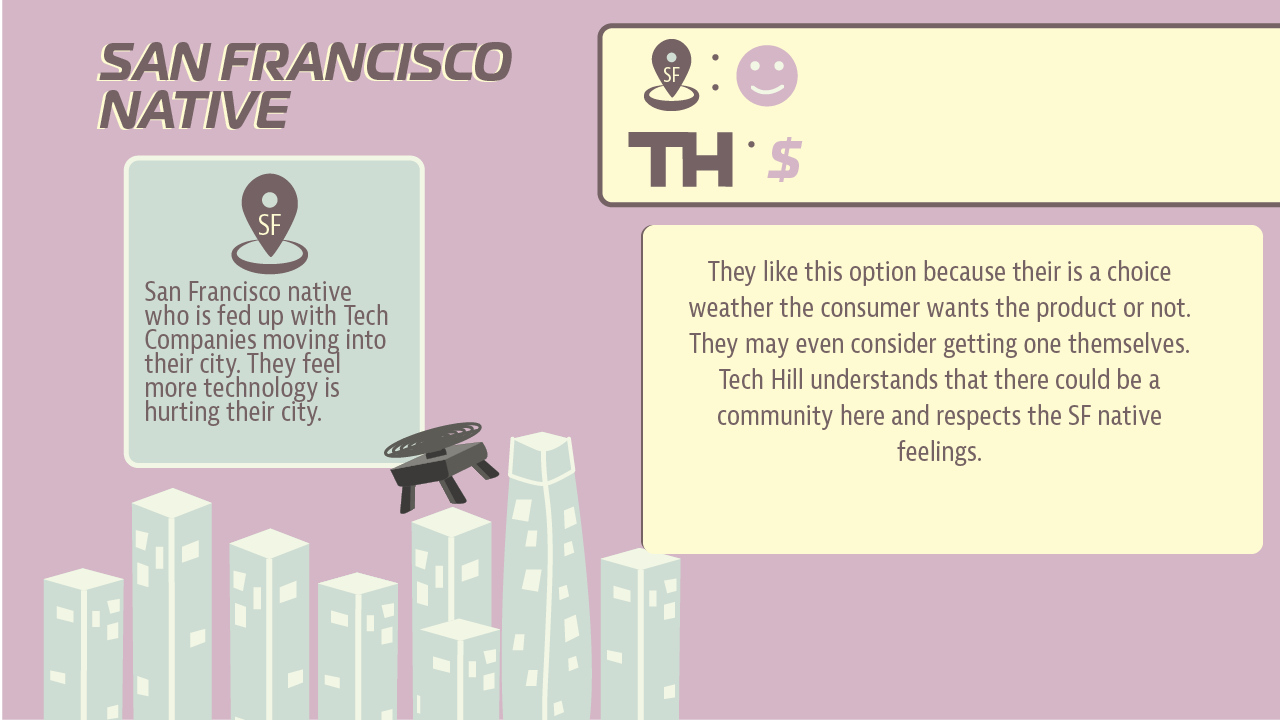 SAN FRANCISCO
NATIVE
SF
San Francisco native
who is fed up with Tech
Companies moving into
their city. They feel
more technology is
hurting their city.
SF :
TH : $
They like this option because their is a choice
weather the consumer wants the product or not.
They may even consider getting one themselves.
Tech Hill understands that there could be a
community here and respects the SF native
feelings.